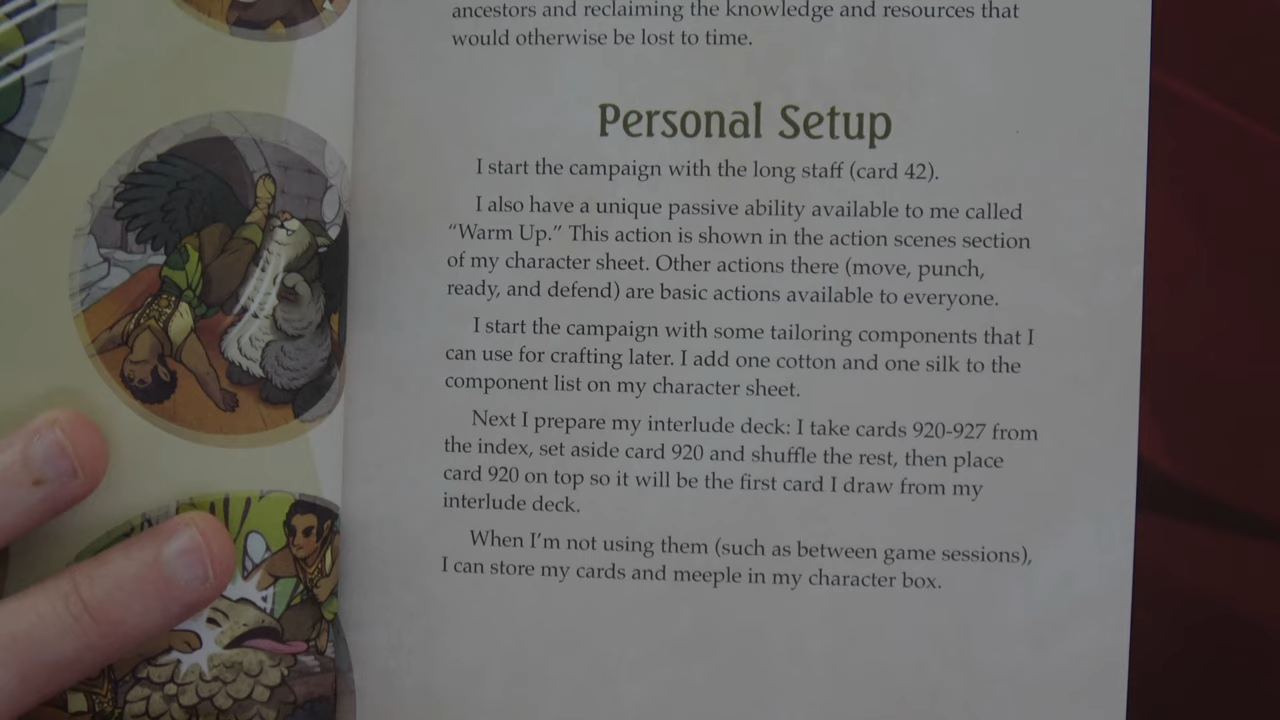 ancestors and reclaiming the knowledge and resources that
would otherwise be lost to time.
Personal Setup
I start the campaign with the long staff (card 42).
I also have a unique passive ability available to me called
“Warm Up.” This action is shown in the action scenes section
of my character sheet. Other actions there (move, punch,
ready, and defend) are basic actions available to everyone.
I start the campaign with some tailoring components that I
can use for crafting later. I add one cotton and one silk to the
component list on my character sheet.
Next I prepare my interlude deck: I take cards 920-927 from
the index, set aside card 920 and shuffle the rest, then place
card 920 on top so it will be the first card I draw from my
interlude deck.
When I’m not using them (such as between game sessions),
I can store my cards and meeple in my character box.